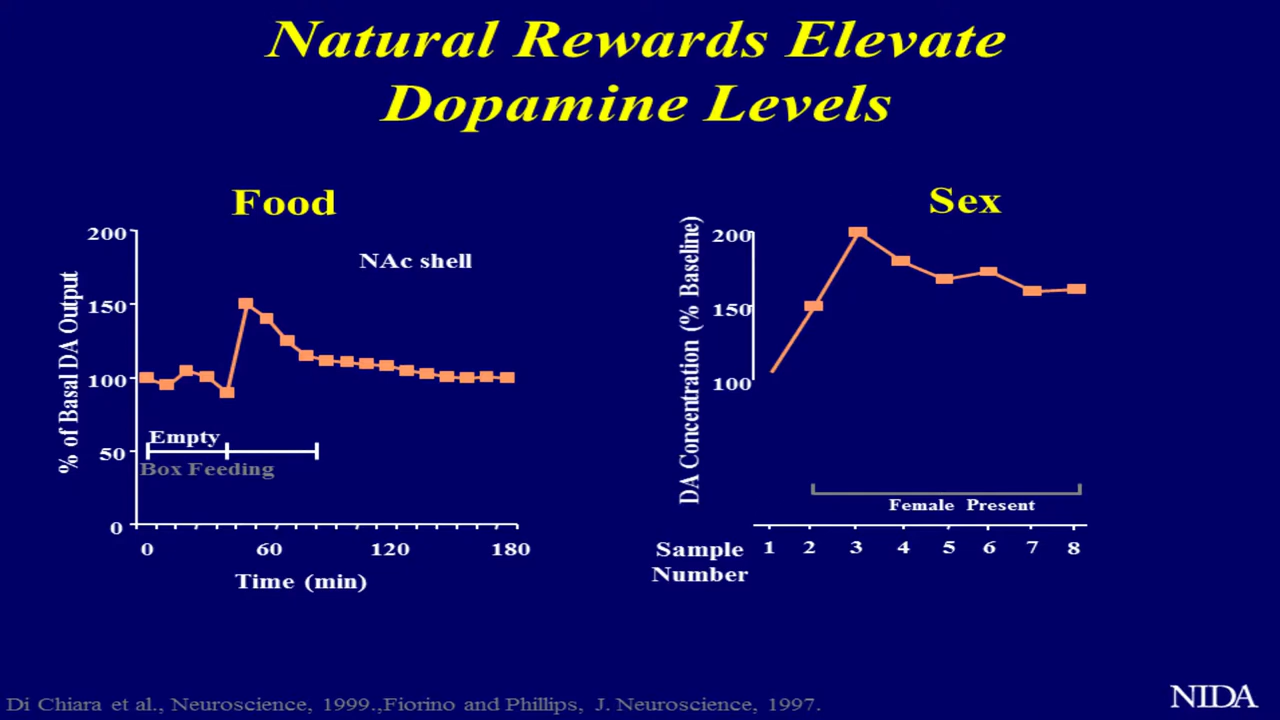 Natural Rewards Elevate
Dopamine Levels
Food
200
150
100
50
0
% of Basal DA Output
NAc shell
Empty
Box Feeding
0 60 120 180
Time (min)
Sex
200
150
100
DA Concentration (% Baseline)
Female Present
Sample
Number
1 2 3 4 5 6 7 8
Di Chiara et al., Neuroscience, 1999.,Fiorino and Phillips, J. Neuroscience, 1997.
NIDA